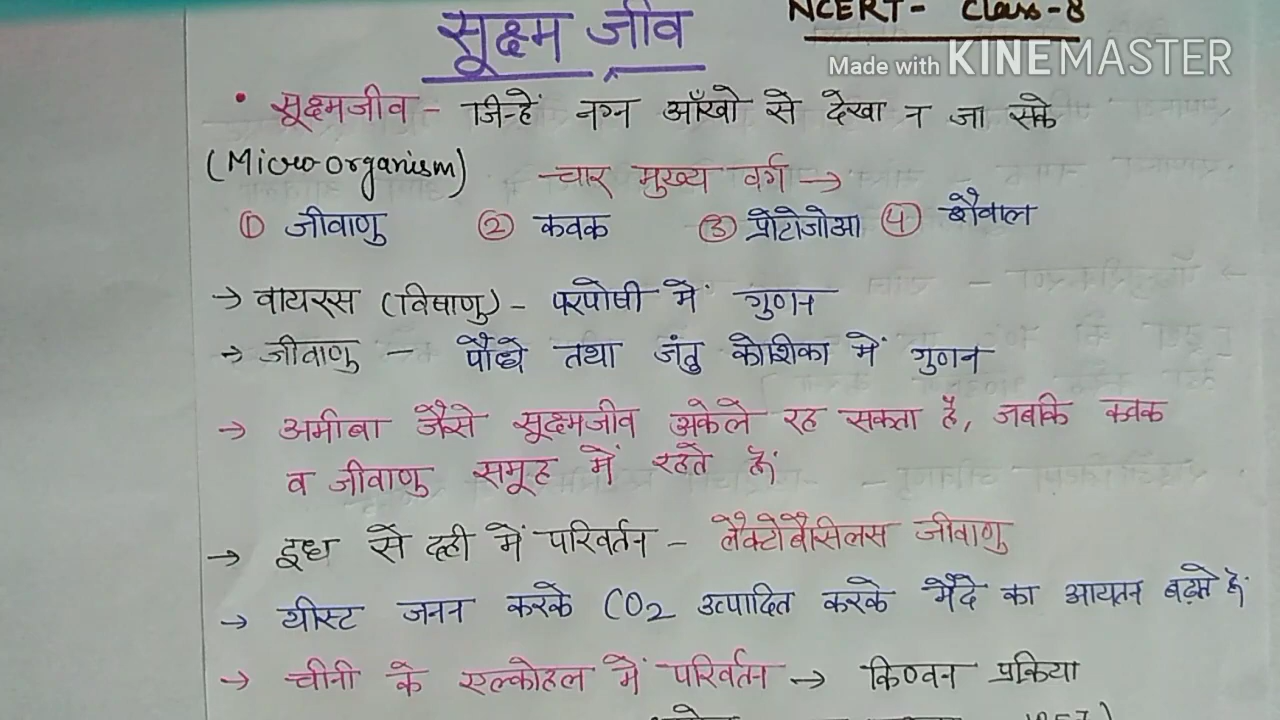 सूक्ष्म जीव NCERT- Class-8
Made with KINEMASTER
• सूक्ष्मजीव - जिन्हें नग्न आँखो से देखा न जा सके
(Microorganism) चार मुख्य वर्ग →
① जीवाणु ② कवक ③ प्रोटोजोआ ④ शैवाल
→ वायरस (विषाणु) - परपोषी में गुणन
→ जीवाणु - पौधे तथा जंतु कोशिका में गुणन
→ अमीबा जैसे सूक्ष्मजीव अकेले रह सकता है, जबकि कवक
व जीवाणु समूह में रहते हैं
→ दूध से दही में परिवर्तन - लैक्टोबैसिलस जीवाणु
→ यीस्ट जनन करके CO2 उत्पादित करके मैदे का आयतन बढ़ाते हैं
→ चीनी के एल्कोहल में परिवर्तन → किण्वन प्रक्रिया